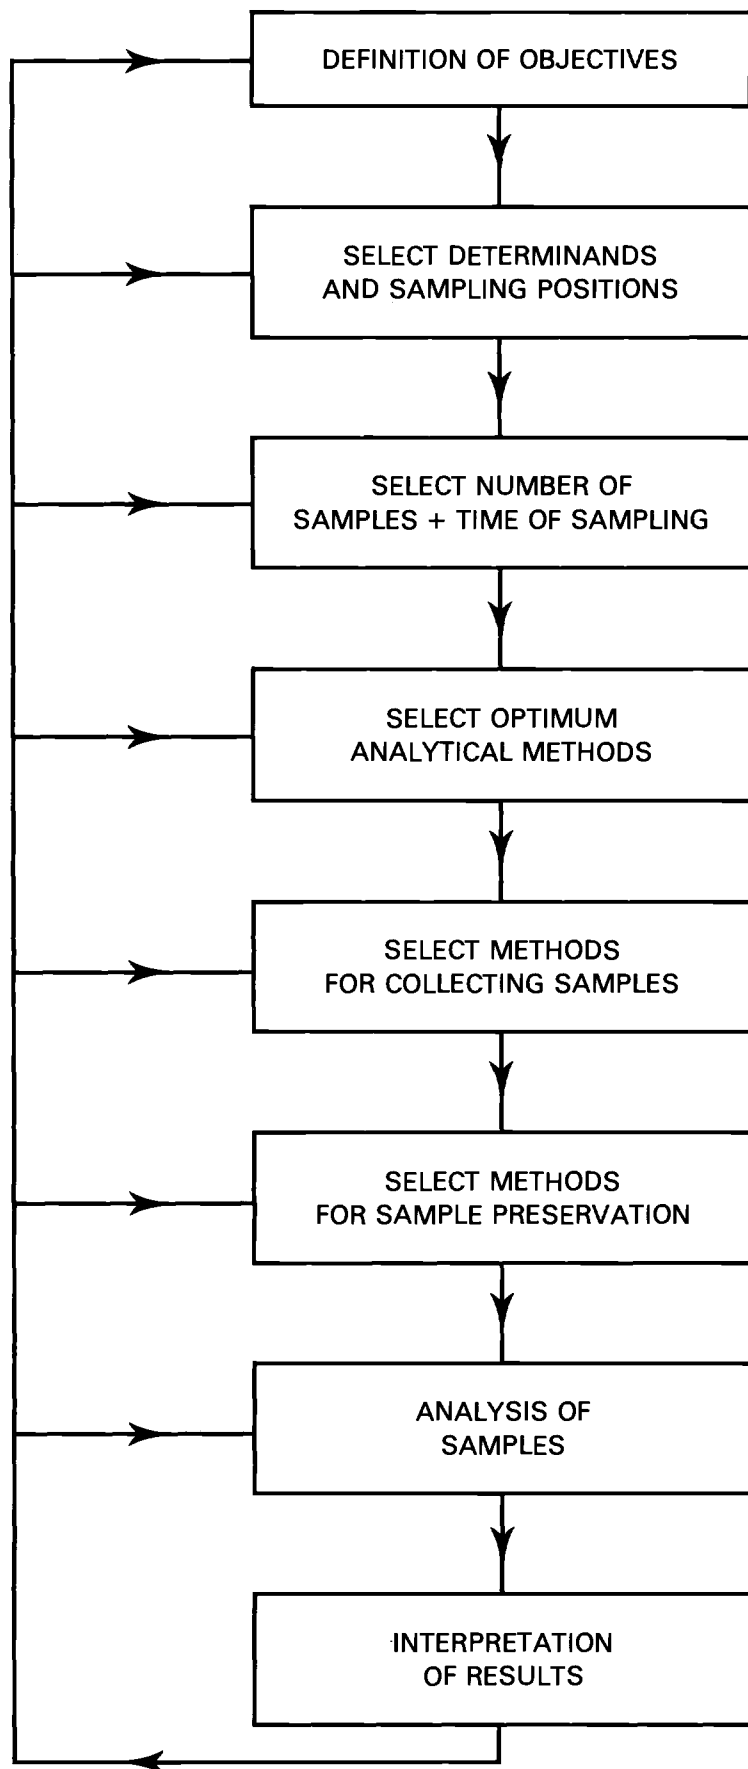 DEFINITION OF OBJECTIVES
SELECT DETERMINANDS
AND SAMPLING POSITIONS
SELECT NUMBER OF
SAMPLES + TIME OF SAMPLING
SELECT OPTIMUM
ANALYTICAL METHODS
SELECT METHODS
FOR COLLECTING SAMPLES
SELECT METHODS
FOR SAMPLE PRESERVATION
ANALYSIS OF
SAMPLES
INTERPRETATION
OF RESULTS